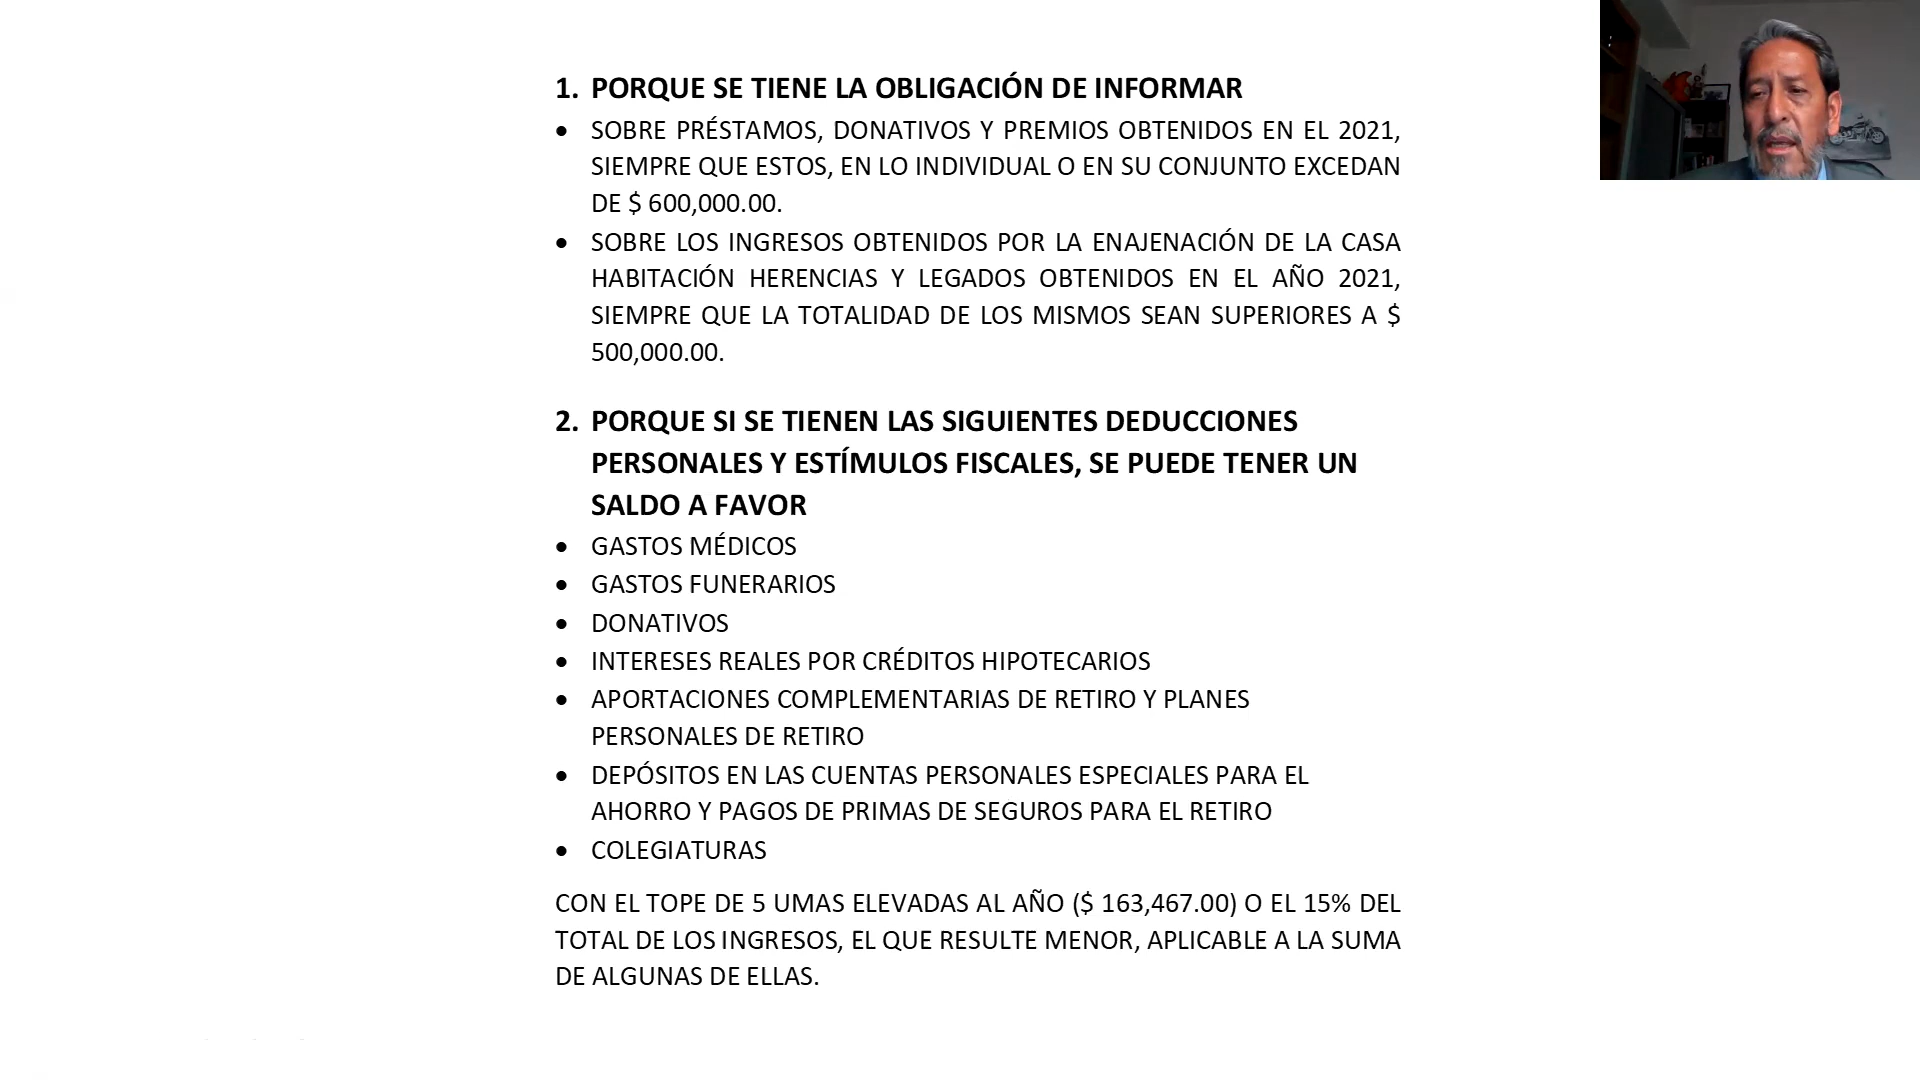 1. PORQUE SE TIENE LA OBLIGACIÓN DE INFORMAR
• SOBRE PRÉSTAMOS, DONATIVOS Y PREMIOS OBTENIDOS EN EL 2021,
SIEMPRE QUE ESTOS, EN LO INDIVIDUAL O EN SU CONJUNTO EXCEDAN
DE $ 600,000.00.
• SOBRE LOS INGRESOS OBTENIDOS POR LA ENAJENACIÓN DE LA CASA
HABITACIÓN HERENCIAS Y LEGADOS OBTENIDOS EN EL AÑO 2021,
SIEMPRE QUE LA TOTALIDAD DE LOS MISMOS SEAN SUPERIORES A $
500,000.00.
2. PORQUE SI SE TIENEN LAS SIGUIENTES DEDUCCIONES
PERSONALES Y ESTÍMULOS FISCALES, SE PUEDE TENER UN
SALDO A FAVOR
• GASTOS MÉDICOS
• GASTOS FUNERARIOS
• DONATIVOS
• INTERESES REALES POR CRÉDITOS HIPOTECARIOS
• APORTACIONES COMPLEMENTARIAS DE RETIRO Y PLANES
PERSONALES DE RETIRO
• DEPÓSITOS EN LAS CUENTAS PERSONALES ESPECIALES PARA EL
AHORRO Y PAGOS DE PRIMAS DE SEGUROS PARA EL RETIRO
• COLEGIATURAS
CON EL TOPE DE 5 UMAS ELEVADAS AL AÑO ($ 163,467.00) O EL 15% DEL
TOTAL DE LOS INGRESOS, EL QUE RESULTE MENOR, APLICABLE A LA SUMA
DE ALGUNAS DE ELLAS.